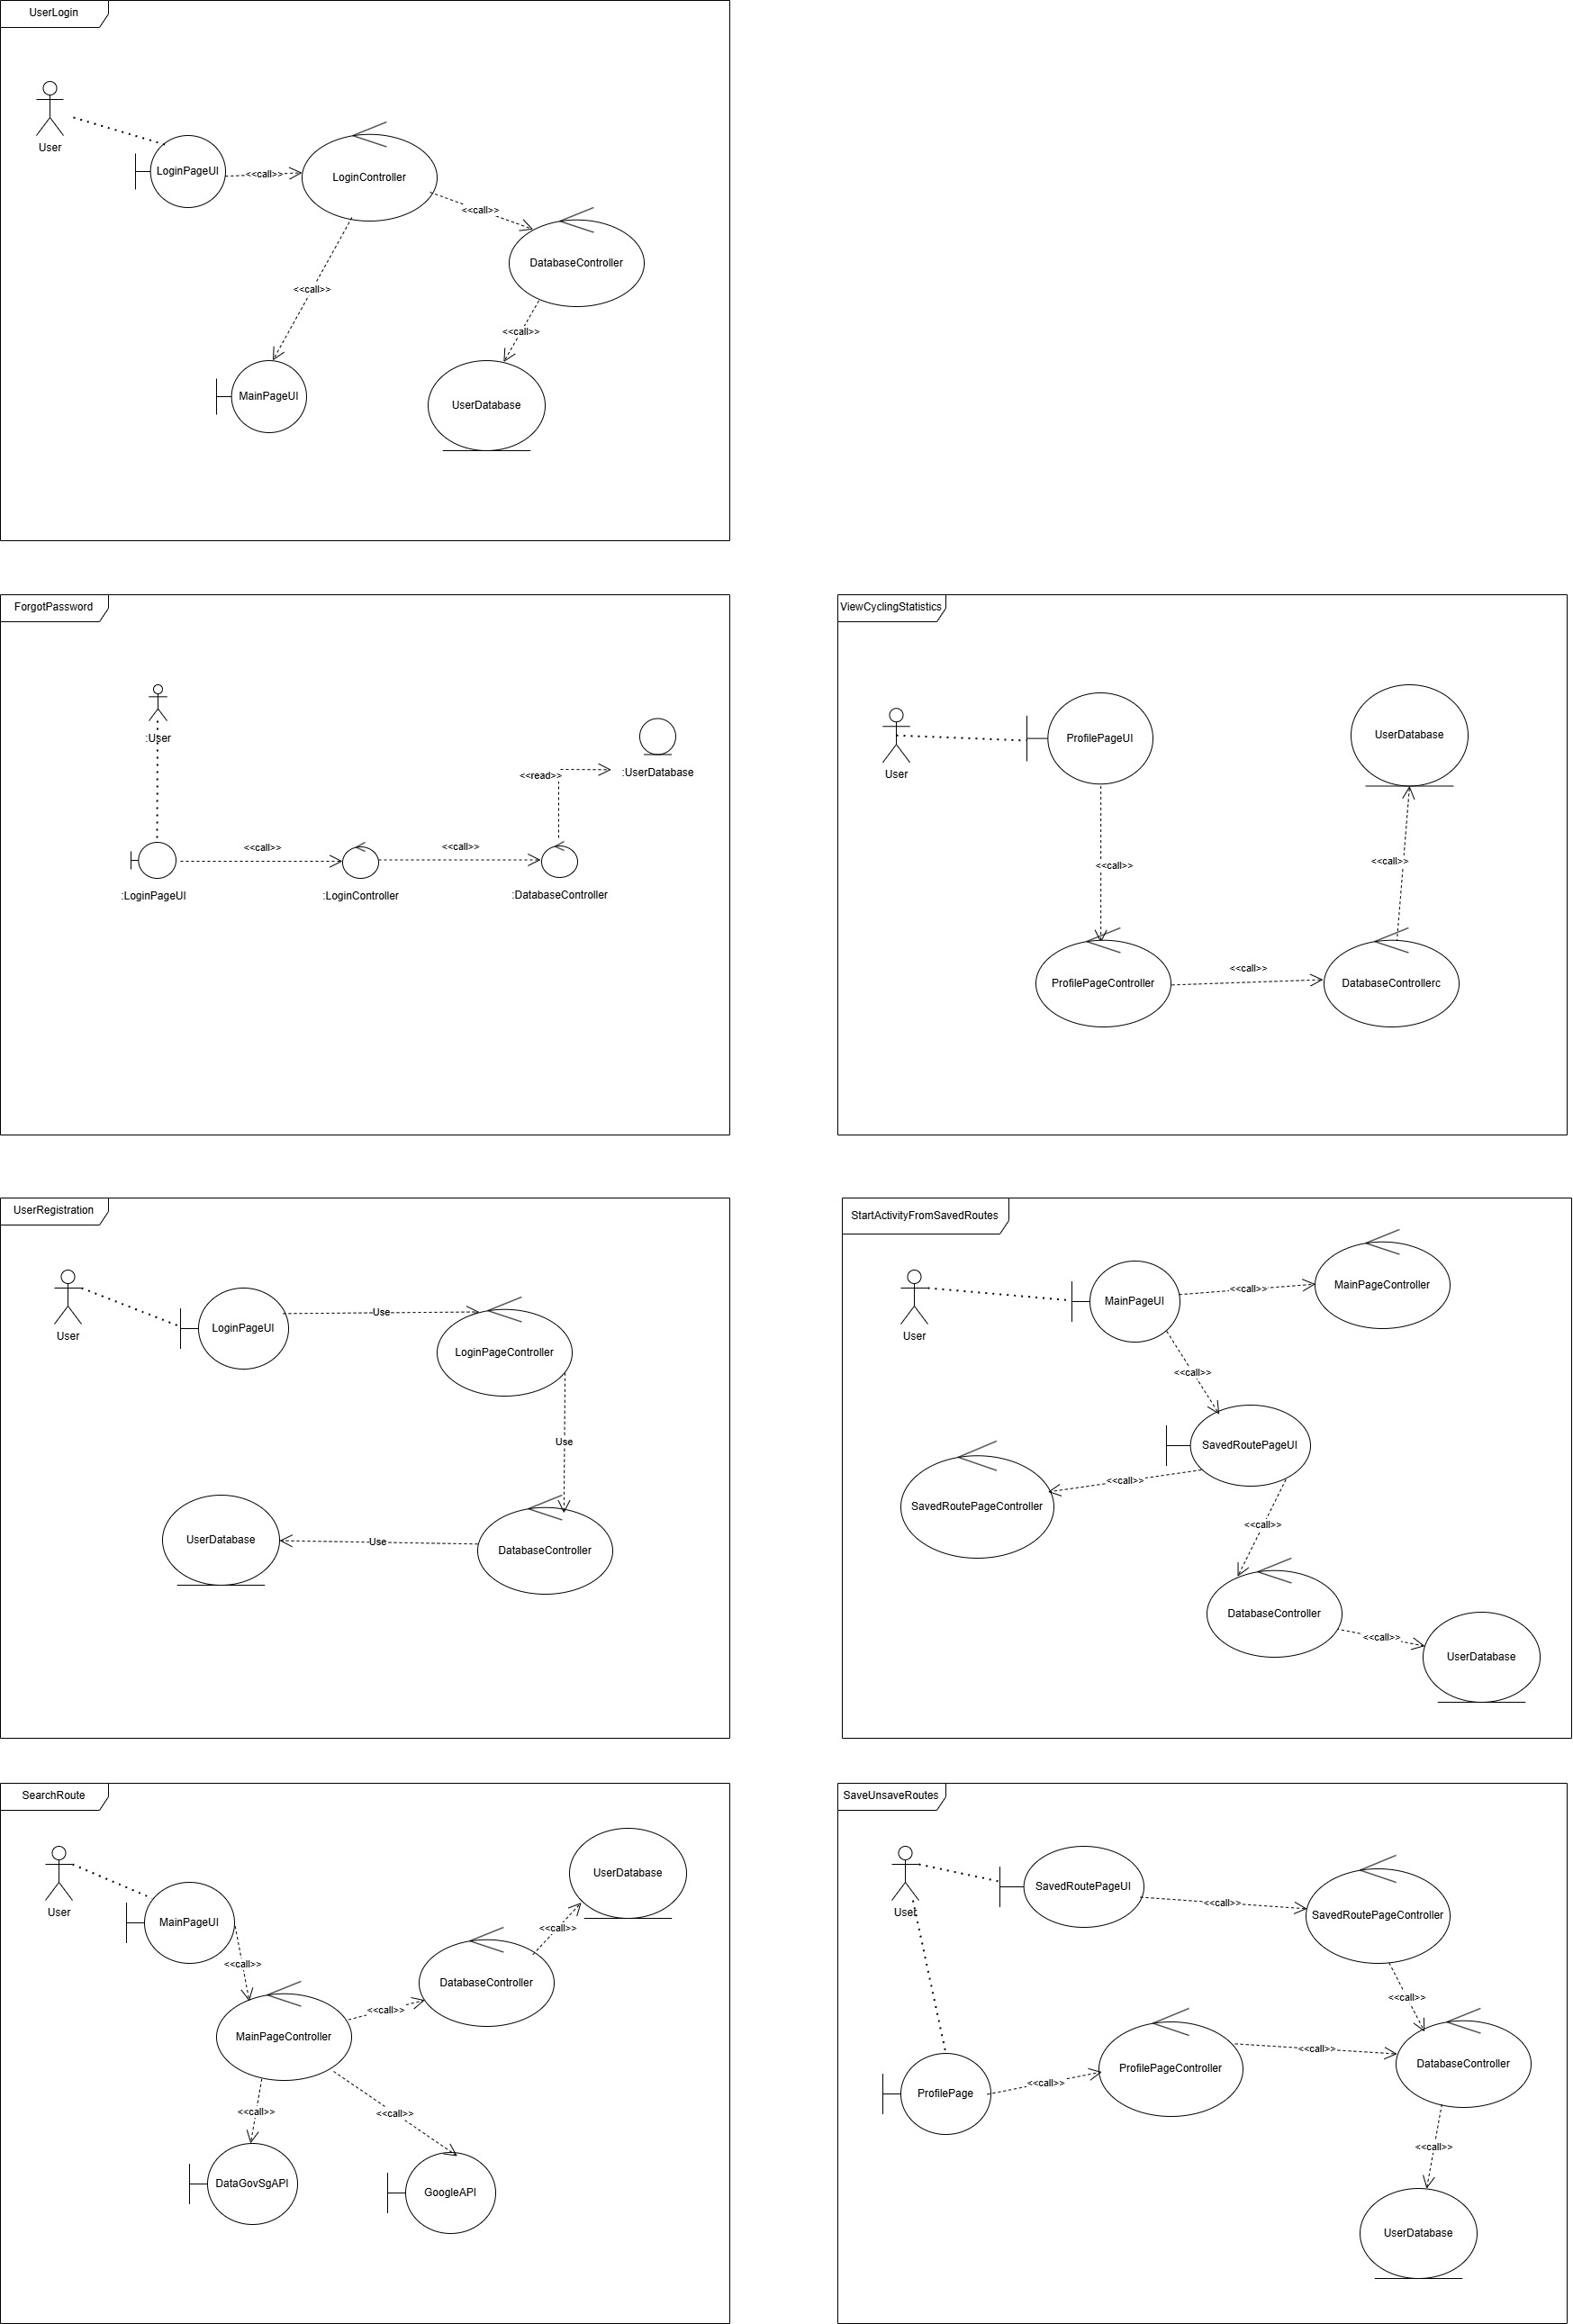 UserLogin
User
LoginPageUI
<<call>>
LoginController
<<call>>
DatabaseController
<<call>>
<<call>>
MainPageUI
UserDatabase
ForgotPassword
:User
<<read>>
:UserDatabase
<<call>>
<<call>>
:LoginPageUI
:LoginController
:DatabaseController
ViewCyclingStatistics
User
ProfilePageUI
UserDatabase
<<call>>
<<call>>
ProfilePageController
<<call>>
DatabaseControllerc
UserRegistration
User
LoginPageUI
Use
LoginPageController
Use
UserDatabase
Use
DatabaseController
StartActivityFromSavedRoutes
User
MainPageUI
<<call>>
MainPageController
<<call>>
SavedRoutePageUI
<<call>>
SavedRoutePageController
<<call>>
DatabaseController
<<call>>
UserDatabase
SearchRoute
User
MainPageUI
UserDatabase
<<call>>
<<call>>
DatabaseController
<<call>>
MainPageController
<<call>>
<<call>>
DataGovSgAPI
GoogleAPI
SaveUnsaveRoutes
User
SavedRoutePageUI
<<call>>
SavedRoutePageController
<<call>>
ProfilePageController
<<call>>
DatabaseController
ProfilePage
<<call>>
<<call>>
UserDatabase